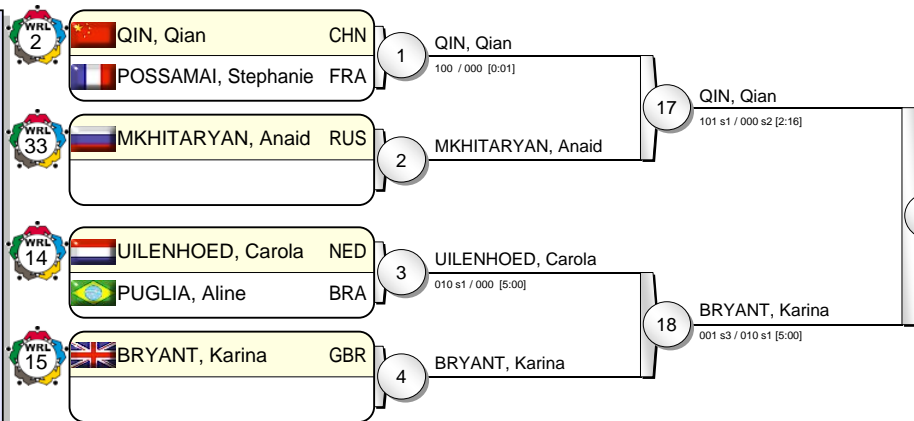 WRL
2
QIN, Qian CHN
POSSAMAI, Stephanie FRA
1
QIN, Qian
100 / 000 [0:01]
17
QIN, Qian
101 s1 / 000 s2 [2:16]
WRL
33
MKHITARYAN, Anaid RUS
2
MKHITARYAN, Anaid
WRL
14
UILENHOED, Carola NED
PUGLIA, Aline BRA
3
UILENHOED, Carola
010 s1 / 000 [5:00]
18
BRYANT, Karina
001 s3 / 010 s1 [5:00]
WRL
15
BRYANT, Karina GBR
4
BRYANT, Karina